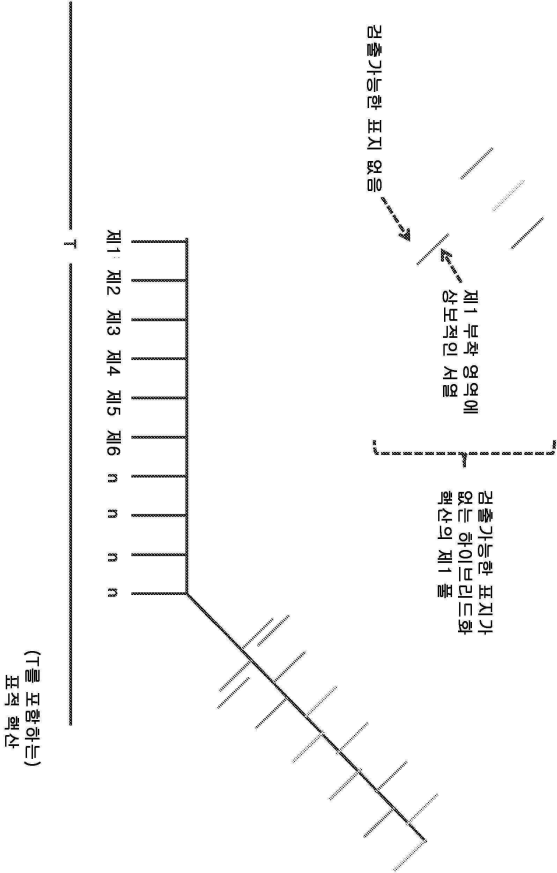 검출가능한 표지 없음
제1 부착 영역에
상보적인 서열
검출가능한 표지가
없는 하이브리드화
핵산의 제1 풀
T
제1
제2
제3
제4
제5
제6
n
n
n
n
(T를 포함하는)
표적 핵산